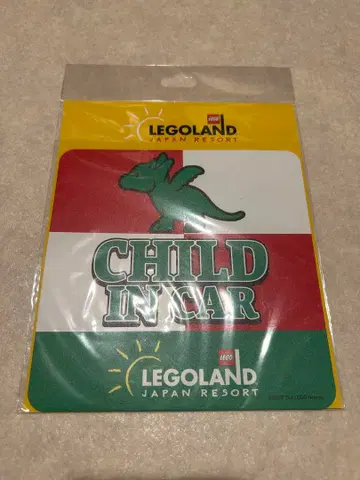 LEGO
LEGOLAND
JAPAN RESORT
CHILD
IN CAR
LEGO
LEGOLAND
JAPAN RESORT